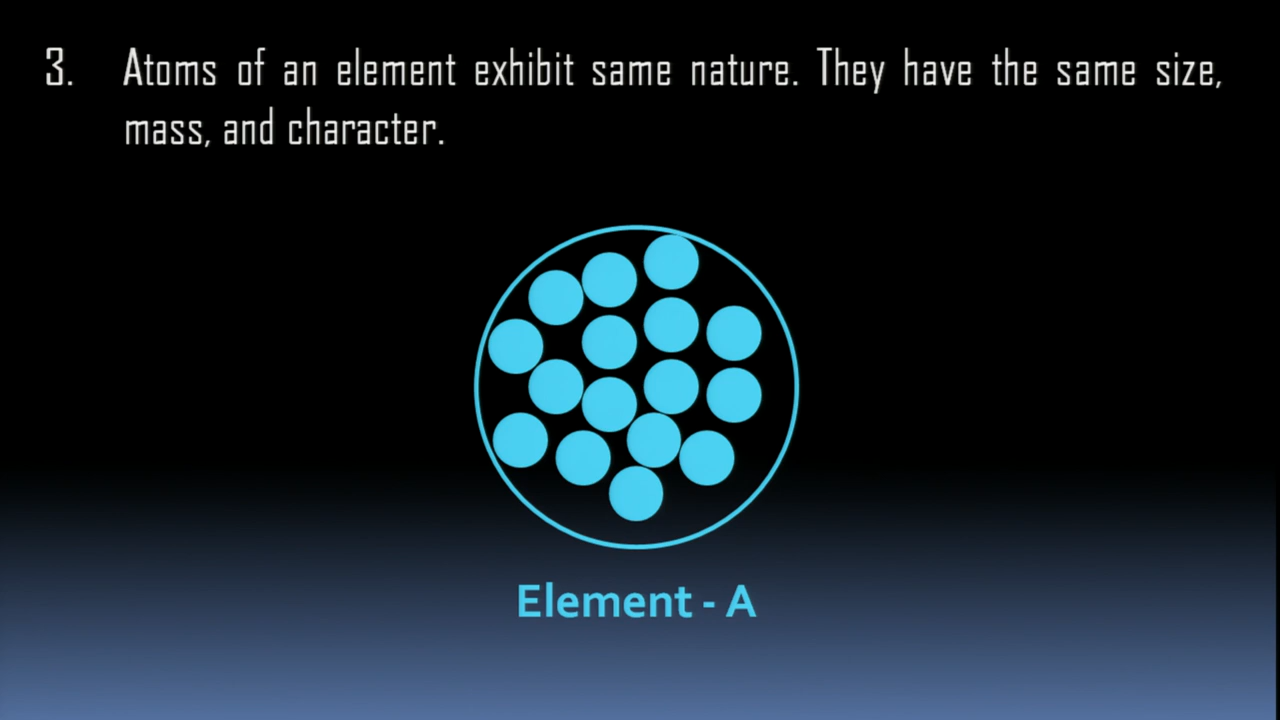 3. Atoms of an element exhibit same nature. They have the same size,
mass, and character.
Element - A